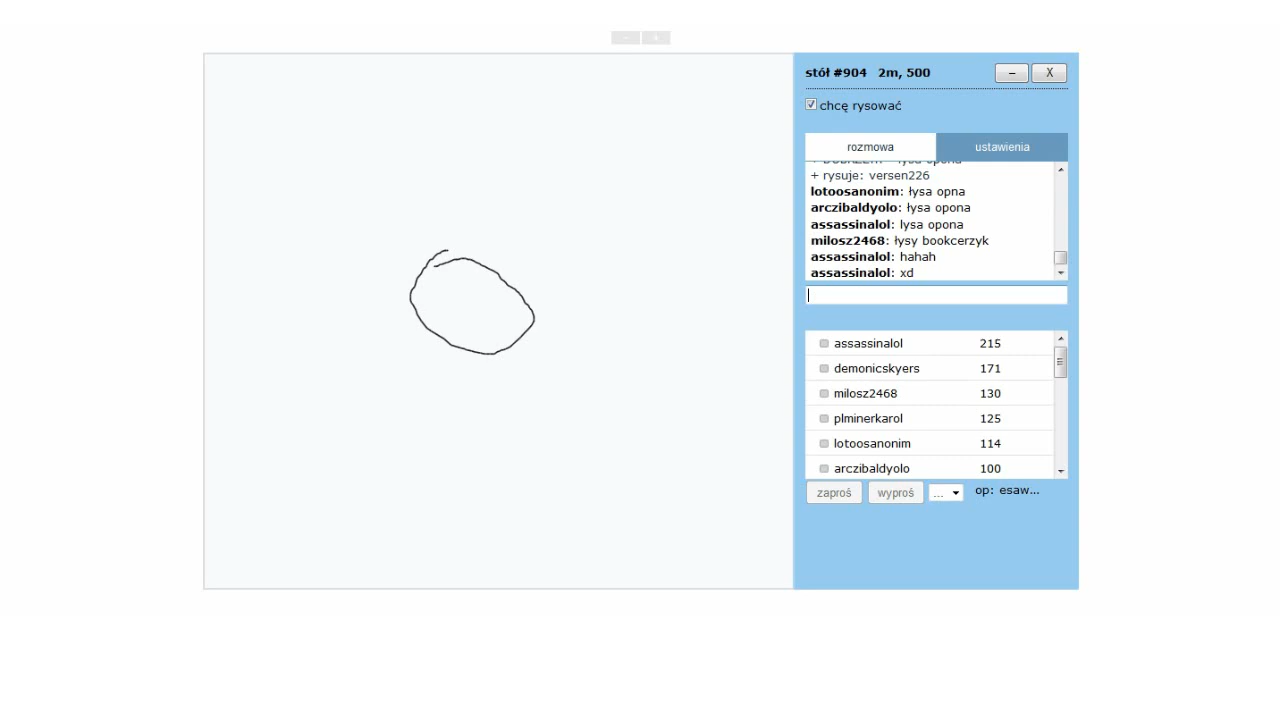 stół #904 2m, 500
– X
chcę rysować
rozmowa ustawienia
+ rysuje: versen226
lotoosanonim: łysa opna
arczibaldyolo: łysa opona
assassinalol: lysa opona
milosz2468: łysy bookcerzyk
assassinalol: hahah
assassinalol: xd
assassinalol 215
demonicskyers 171
milosz2468 130
plminerkarol 125
lotoosanonim 114
arczibaldyolo 100
zaproś wyproś ... op: esaw...